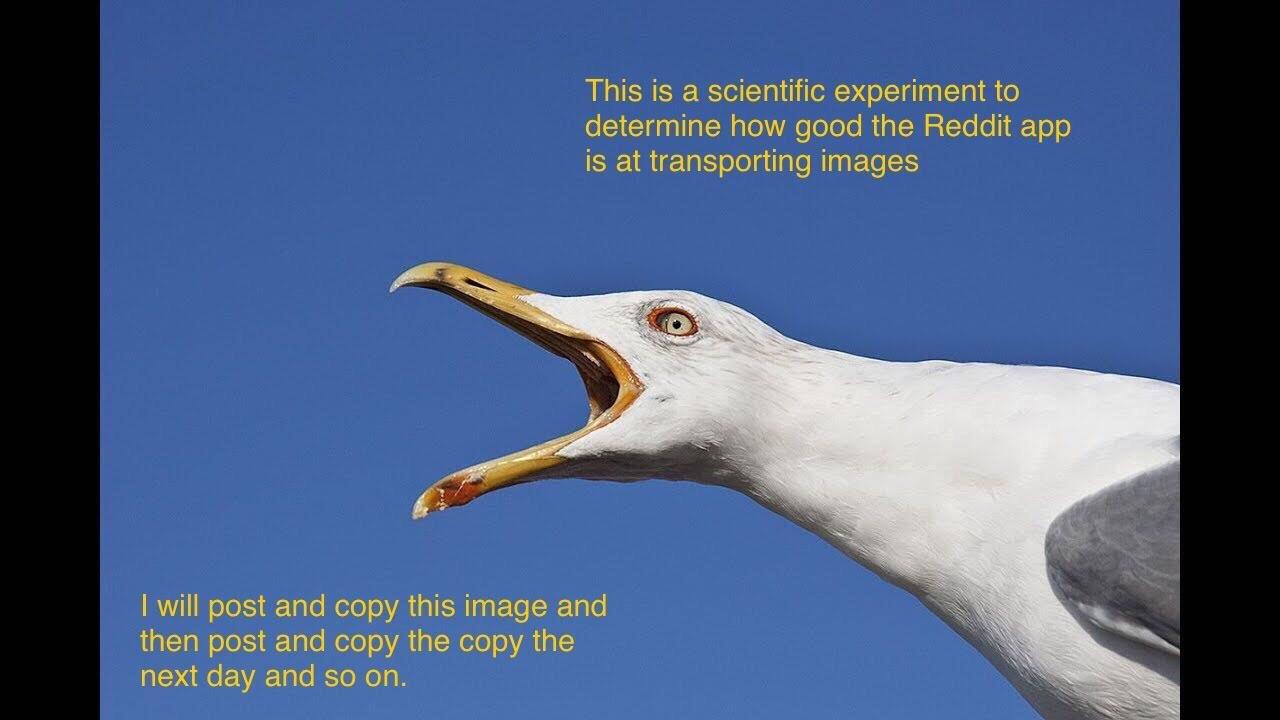 This is a scientific experiment to
determine how good the Reddit app
is at transporting images
I will post and copy this image and
then post and copy the copy the
next day and so on.